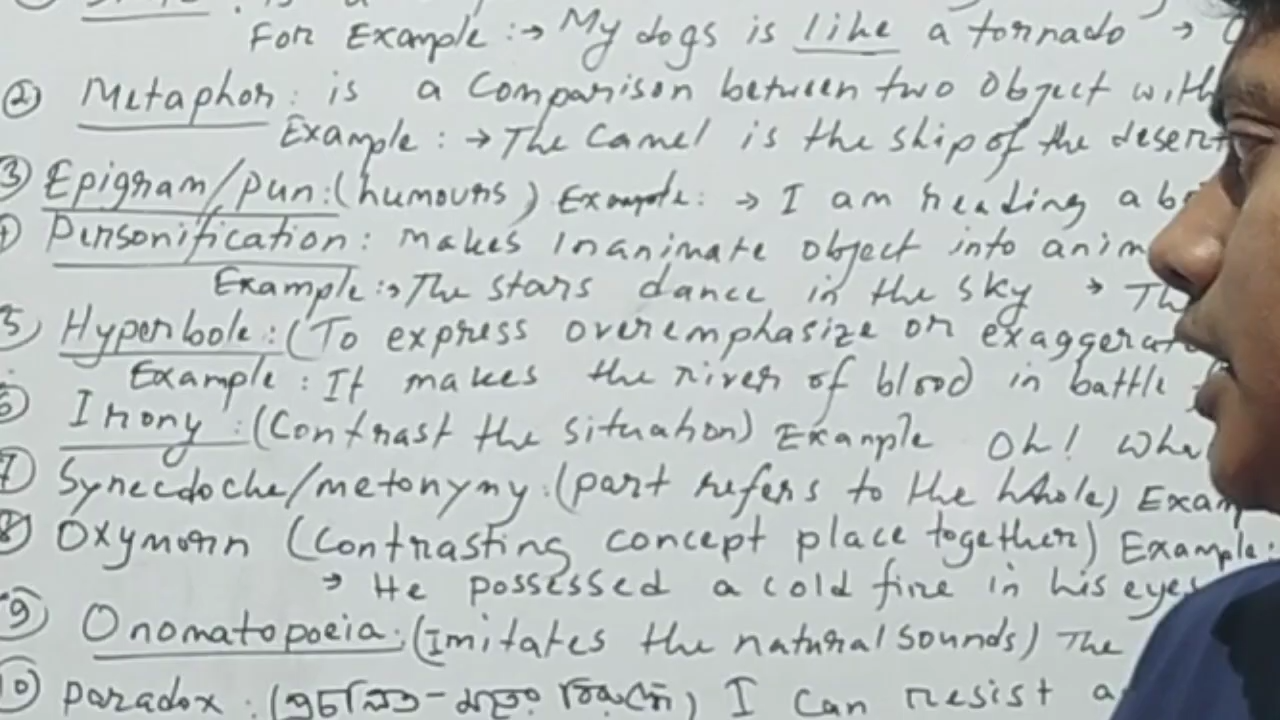 For Example :→ My dogs is like a tornado →
② Metaphor : is a Comparison between two Object with
Example : → The Camel is the ship of the desert
③ Epigram/pun : (humours) Example : → I am reading a
Personification : makes Inanimate object into anim
Example :→ The stars dance in the sky → Th
5) Hyperbole : (To express overemphasize or exaggerat
Example : It makes the river of blood in battle
⑥ Irony : (Contrast the situation) Example Oh! Wha
⑦ Synecdoche/metonymy : (part refers to the whole) Exam
⑧ Oxymorn (Contrasting concept place together) Example :
→ He possessed a cold fire in his eyes
⑨ Onomatopoeia : (Imitates the natural sounds) The
⑩ paradox : I can resist a